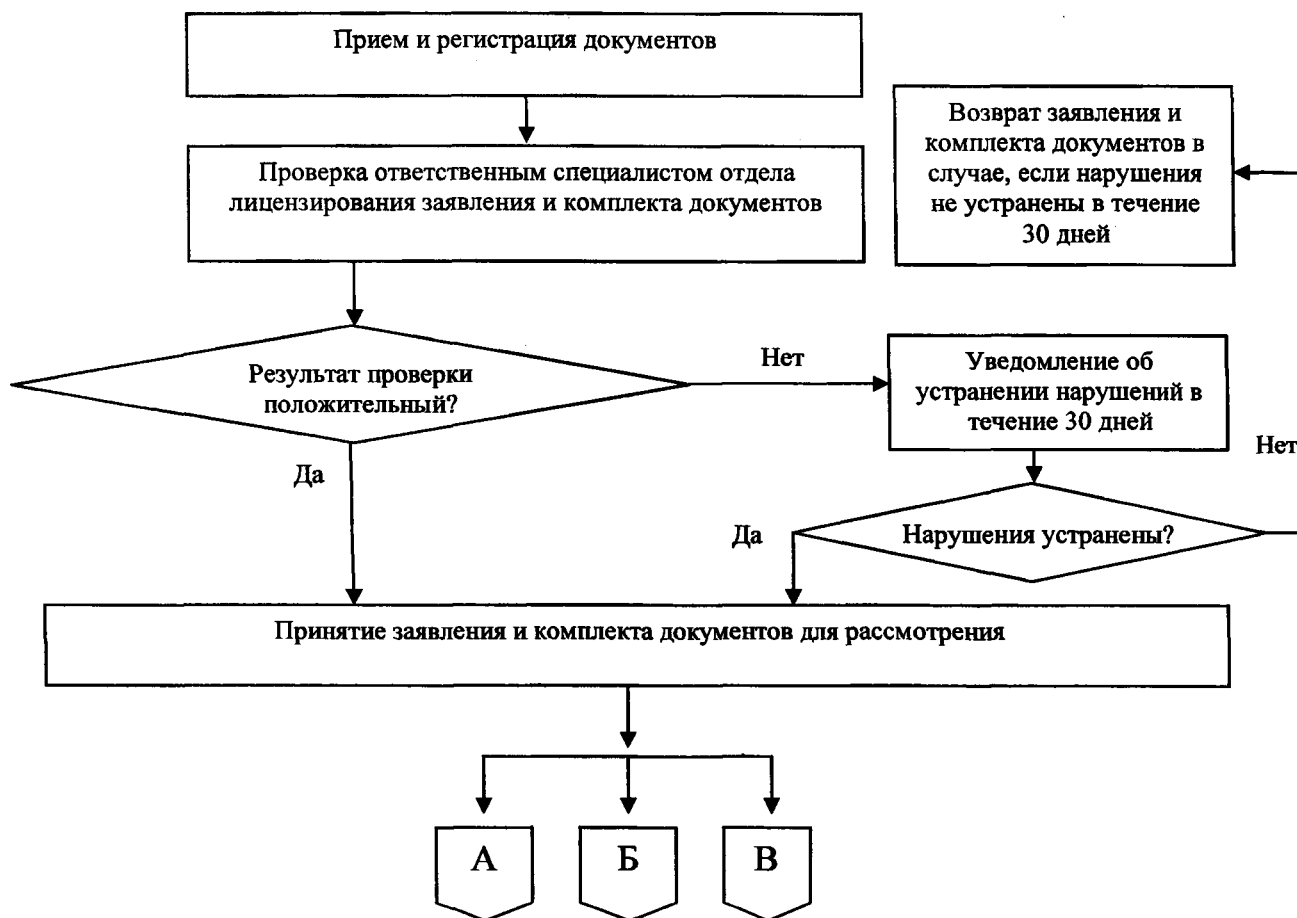 Прием и регистрация документов
Проверка ответственным специалистом отдела
лицензирования заявления и комплекта документов
Возврат заявления и
комплекта документов в
случае, если нарушения
не устранены в течение
30 дней
Результат проверки
положительный?
Нет
Уведомление об
устранении нарушений в
течение 30 дней
Да
Нарушения устранены?
Да
Нет
Принятие заявления и комплекта документов для рассмотрения
А
Б
В